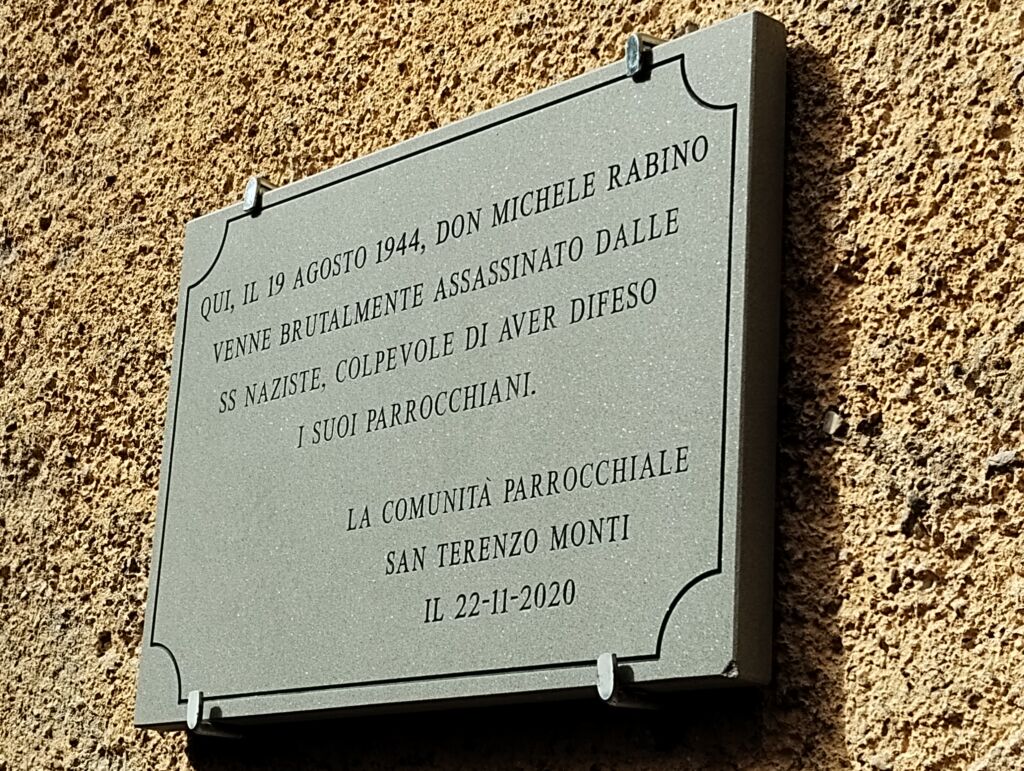 QUI, IL 19 AGOSTO 1944, DON MICHELE RABINO
VENNE BRUTALMENTE ASSASSINATO DALLE
SS NAZISTE, COLPEVOLE DI AVER DIFESO
I SUOI PARROCCHIANI.
LA COMUNITÀ PARROCCHIALE
SAN TERENZO MONTI
IL 22-11-2020